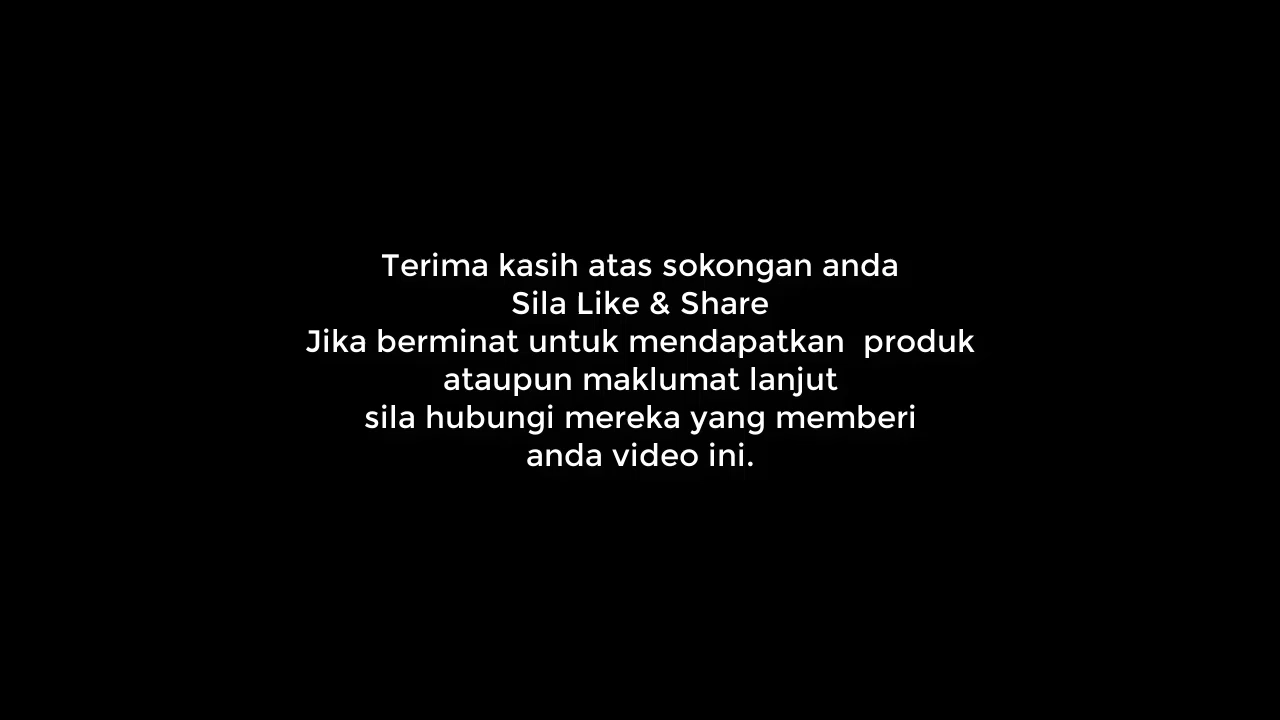 Terima kasih atas sokongan anda
Sila Like & Share
Jika berminat untuk mendapatkan  produk
ataupun maklumat lanjut
sila hubungi mereka yang memberi
anda video ini.